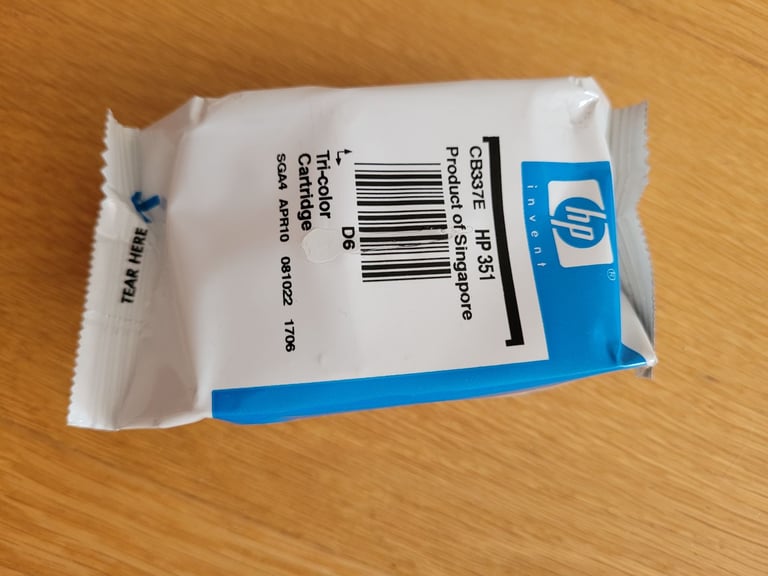 hp
®
invent
CB337E HP 351
Product of Singapore
D6
Tri-color
Cartridge
SGA4 APR10 081022 1706
TEAR HERE